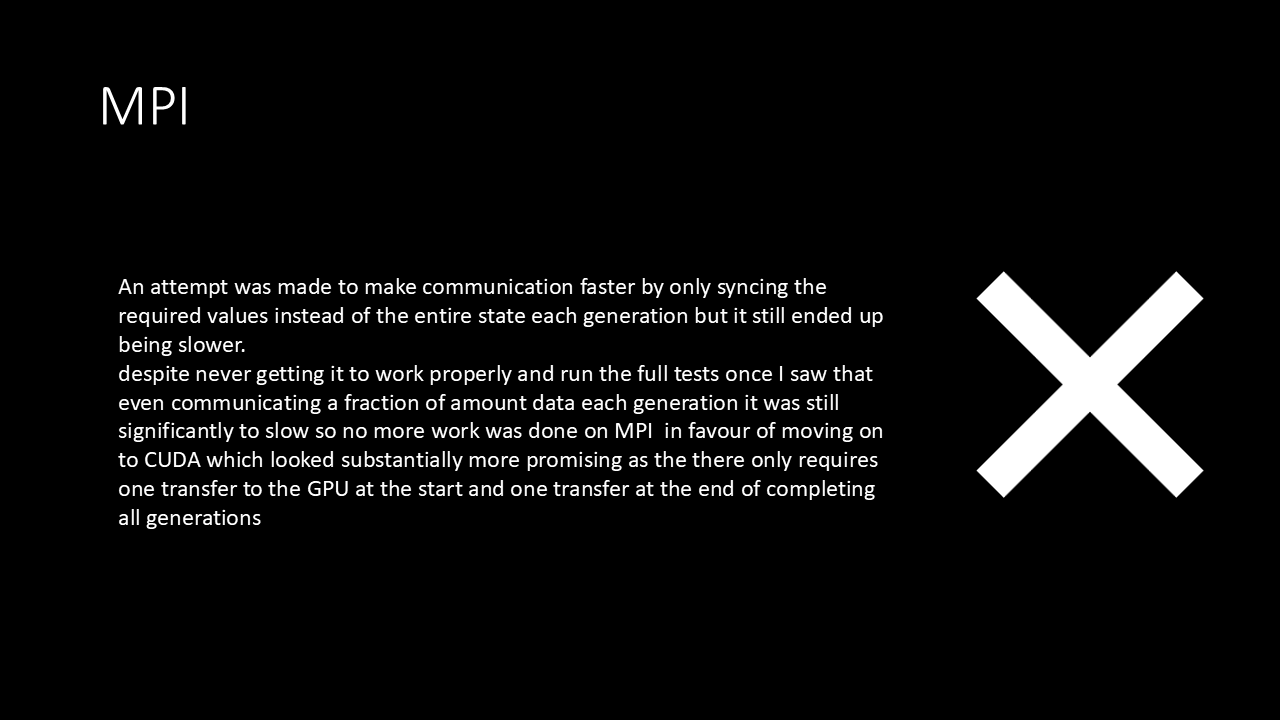 MPI
An attempt was made to make communication faster by only syncing the
required values instead of the entire state each generation but it still ended up
being slower.
despite never getting it to work properly and run the full tests once I saw that
even communicating a fraction of amount data each generation it was still
significantly to slow so no more work was done on MPI  in favour of moving on
to CUDA which looked substantially more promising as the there only requires
one transfer to the GPU at the start and one transfer at the end of completing
all generations